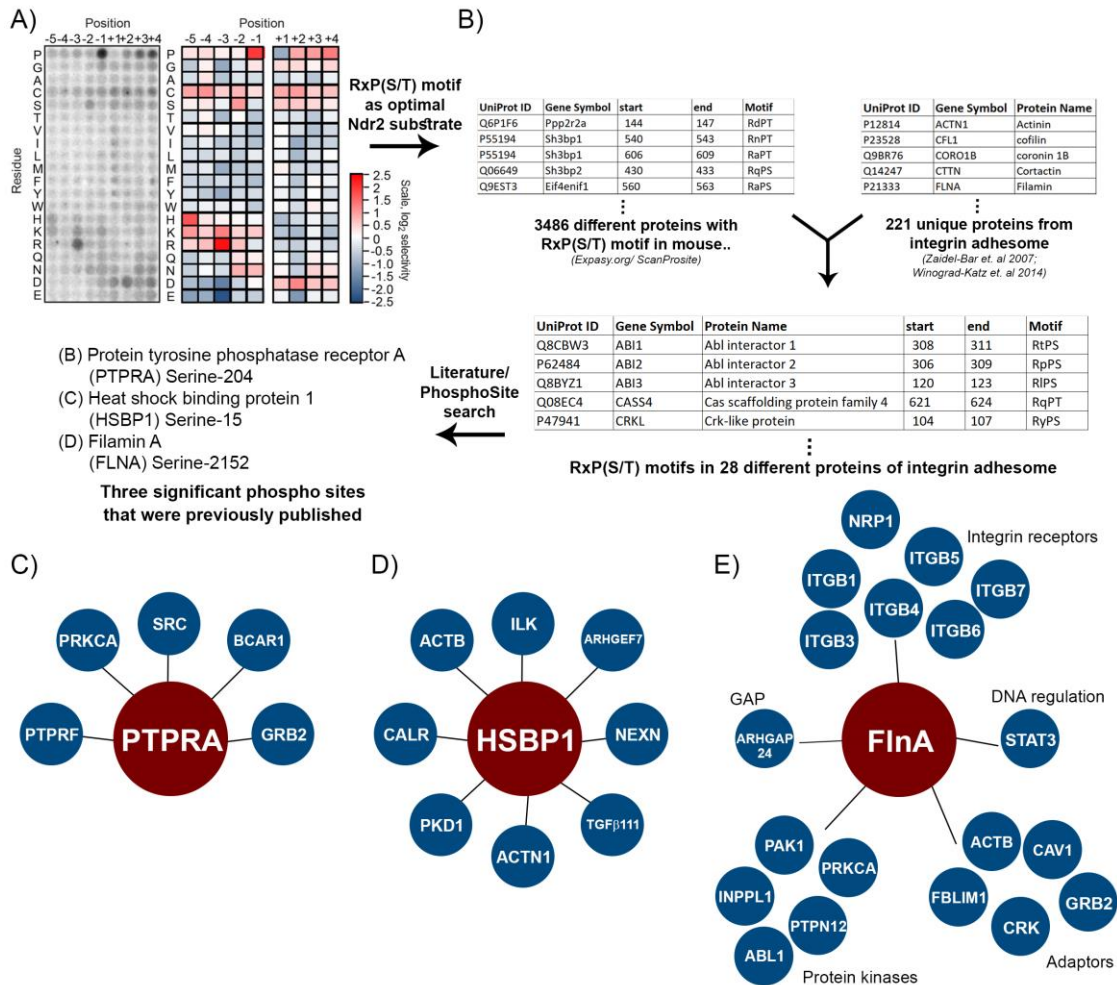 A)
Position
-5 -4 -3 -2 -1 +1 +2 +3 +4
Position
-5 -4 -3 -2 -1 +1 +2 +3 +4
Residue
P
G
A
C
S
T
V
I
L
M
F
Y
W
H
K
R
Q
N
D
E
P
G
A
C
S
T
V
I
L
M
F
Y
W
H
K
R
Q
N
D
E
2.5
2.0
1.5
1.0
0.5
0.0
-0.5
-1.0
-1.5
-2.0
-2.5
Scale, log2 selectivity
RxP(S/T) motif
as optimal
Ndr2 substrate
B)
UniProt ID Gene Symbol start end Motif
Q6P1F6 Ppp2r2a 144 147 RdPT
P55194 Sh3bp1 540 543 RnPT
P55194 Sh3bp1 606 609 RaPT
Q06649 Sh3bp2 430 433 RqPS
Q9EST3 Eif4enif1 560 563 RaPS
3486 different proteins with
RxP(S/T) motif in mouse..
(Expasy.org/ ScanProsite)
UniProt ID Gene Symbol Protein Name
P12814 ACTN1 Actinin
P23528 CFL1 cofilin
Q9BR76 CORO1B coronin 1B
Q14247 CTTN Cortactin
P21333 FLNA Filamin
221 unique proteins from
integrin adhesome
(Zaidel-Bar et. al 2007;
Winograd-Katz et. al 2014)
UniProt ID Gene Symbol Protein Name start end Motif
Q8CBW3 ABI1 Abl interactor 1 308 311 RtPS
P62484 ABI2 Abl interactor 2 306 309 RpPS
Q8BYZ1 ABI3 Abl interactor 3 120 123 RlPS
Q08EC4 CASS4 Cas scaffolding protein family 4 621 624 RqPT
P47941 CRKL Crk-like protein 104 107 RyPS
RxP(S/T) motifs in 28 different proteins of integrin adhesome
Literature/
PhosphoSite
search
(B) Protein tyrosine phosphatase receptor A
(PTPRA) Serine-204
(C) Heat shock binding protein 1
(HSBP1) Serine-15
(D) Filamin A
(FLNA) Serine-2152
Three significant phospho sites
that were previously published
C)
PRKCA
SRC
BCAR1
PTPRF
PTPRA
GRB2
D)
ACTB
ILK
ARHGEF7
CALR
HSBP1
NEXN
PKD1
ACTN1
TGFβ111
E)
NRP1
Integrin receptors
ITGB5
ITGB1
ITGB7
ITGB4
ITGB6
ITGB3
GAP
ARHGAP
24
FlnA
DNA regulation
STAT3
PAK1
PRKCA
INPPL1
PTPN12
ABL1
Protein kinases
ACTB
CAV1
FBLIM1
GRB2
CRK
Adaptors